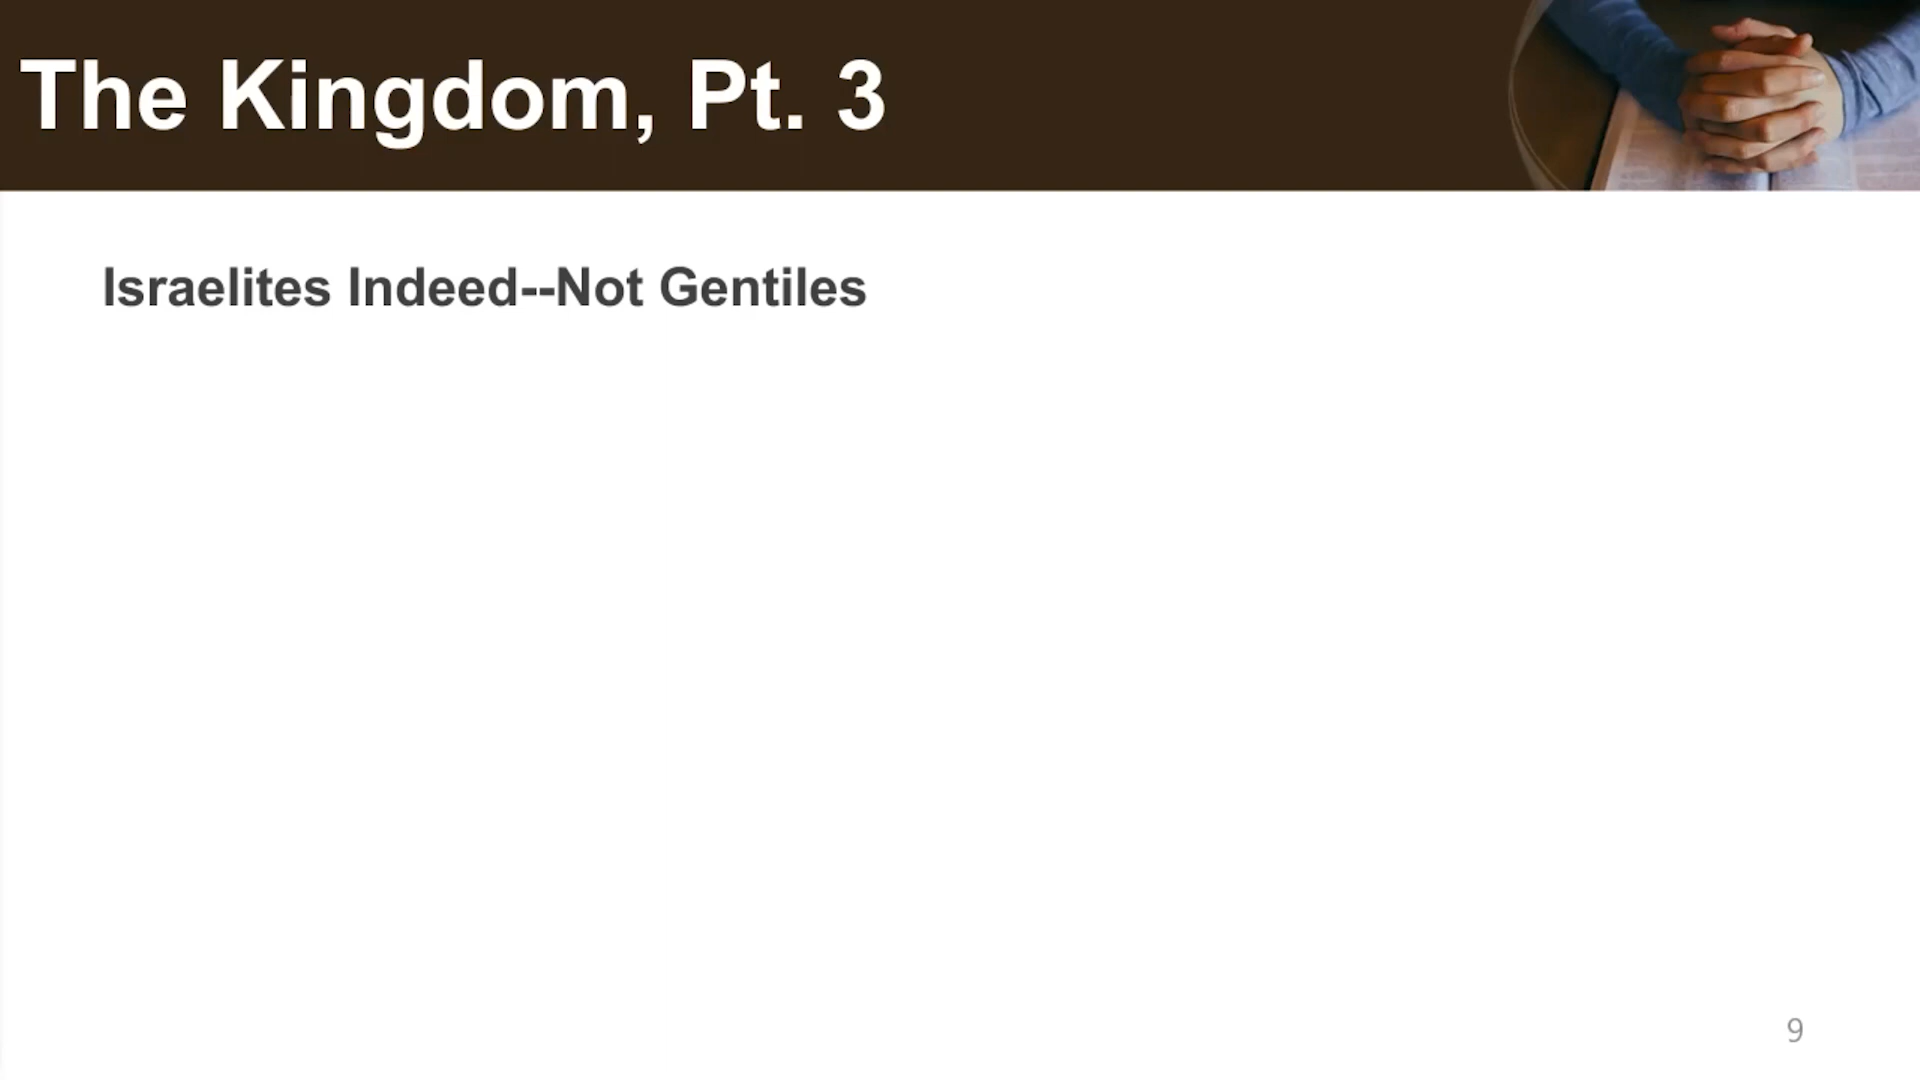 The Kingdom, Pt. 3
Israelites Indeed--Not Gentiles
9